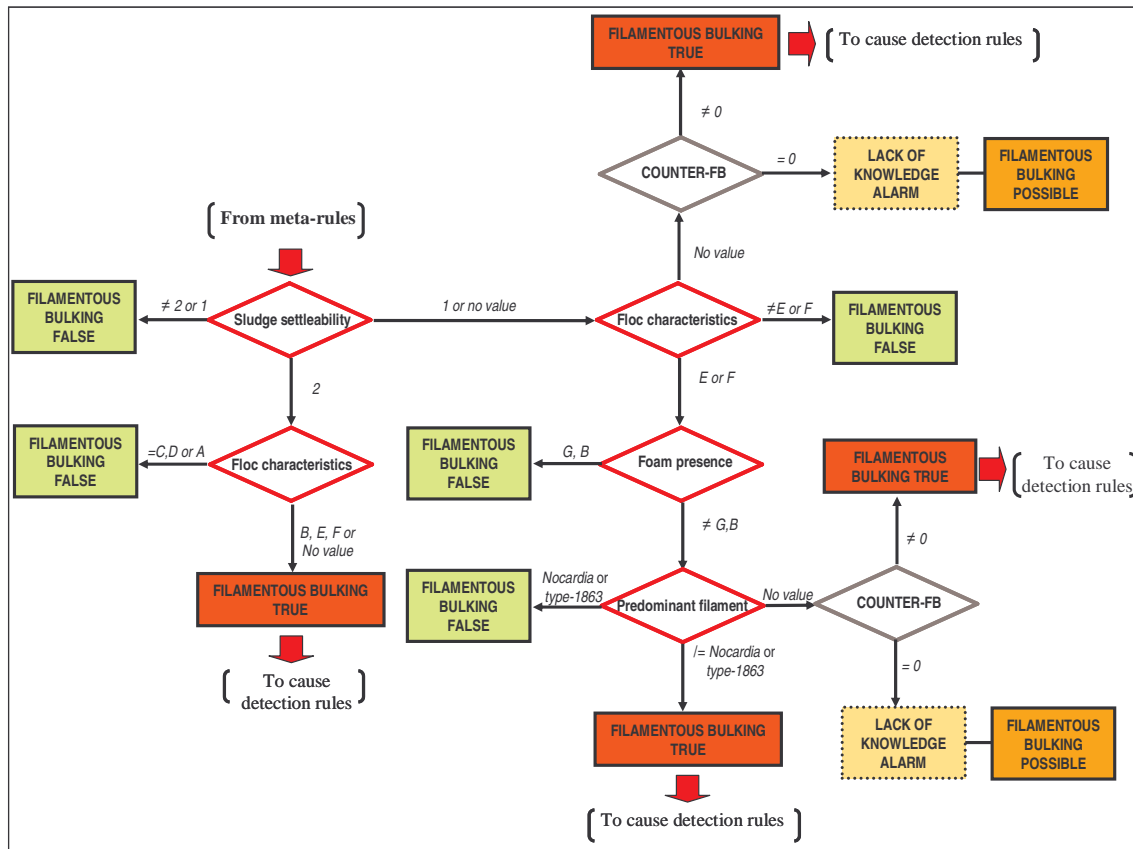 FILAMENTOUS BULKING
TRUE
To cause detection rules
≠ 0
COUNTER-FB
= 0
LACK OF
KNOWLEDGE
ALARM
FILAMENTOUS
BULKING
POSSIBLE
From meta-rules
No value
FILAMENTOUS
BULKING
FALSE
≠ 2 or 1
Sludge settleability
1 or no value
Floc characteristics
≠E or F
FILAMENTOUS
BULKING
FALSE
2
E or F
FILAMENTOUS
BULKING
FALSE
=C,D or A
Floc characteristics
FILAMENTOUS
BULKING
FALSE
G, B
Foam presence
FILAMENTOUS
BULKING TRUE
To cause
detection rules
B, E, F or
No value
≠ G,B
≠ 0
FILAMENTOUS BULKING
TRUE
FILAMENTOUS
BULKING
FALSE
Nocardia or
type-1863
Predominant filament
No value
COUNTER-FB
To cause
detection rules
/= Nocardia or
type-1863
= 0
FILAMENTOUS BULKING
TRUE
LACK OF
KNOWLEDGE
ALARM
FILAMENTOUS
BULKING
POSSIBLE
To cause detection rules